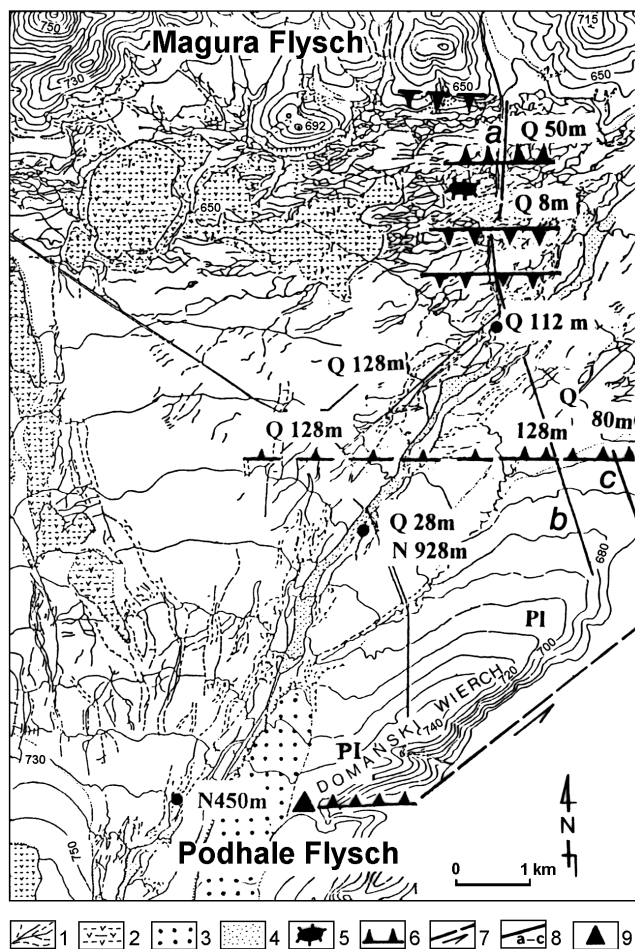 750
715
Magura Flysch
730
650
650
692
a
Q 50m
650
Q 8m
Q 112 m
Q 128m
Q
80m
Q 128m
128m
c
b
Q 28m
N 928m
680
Pl
700
720
DOMAŃSKI WIERCH
740
Pl
730
N450m
750
Podhale Flysch
N
0 1 km
1 2 3 4 5 6 7 a-c 8 9